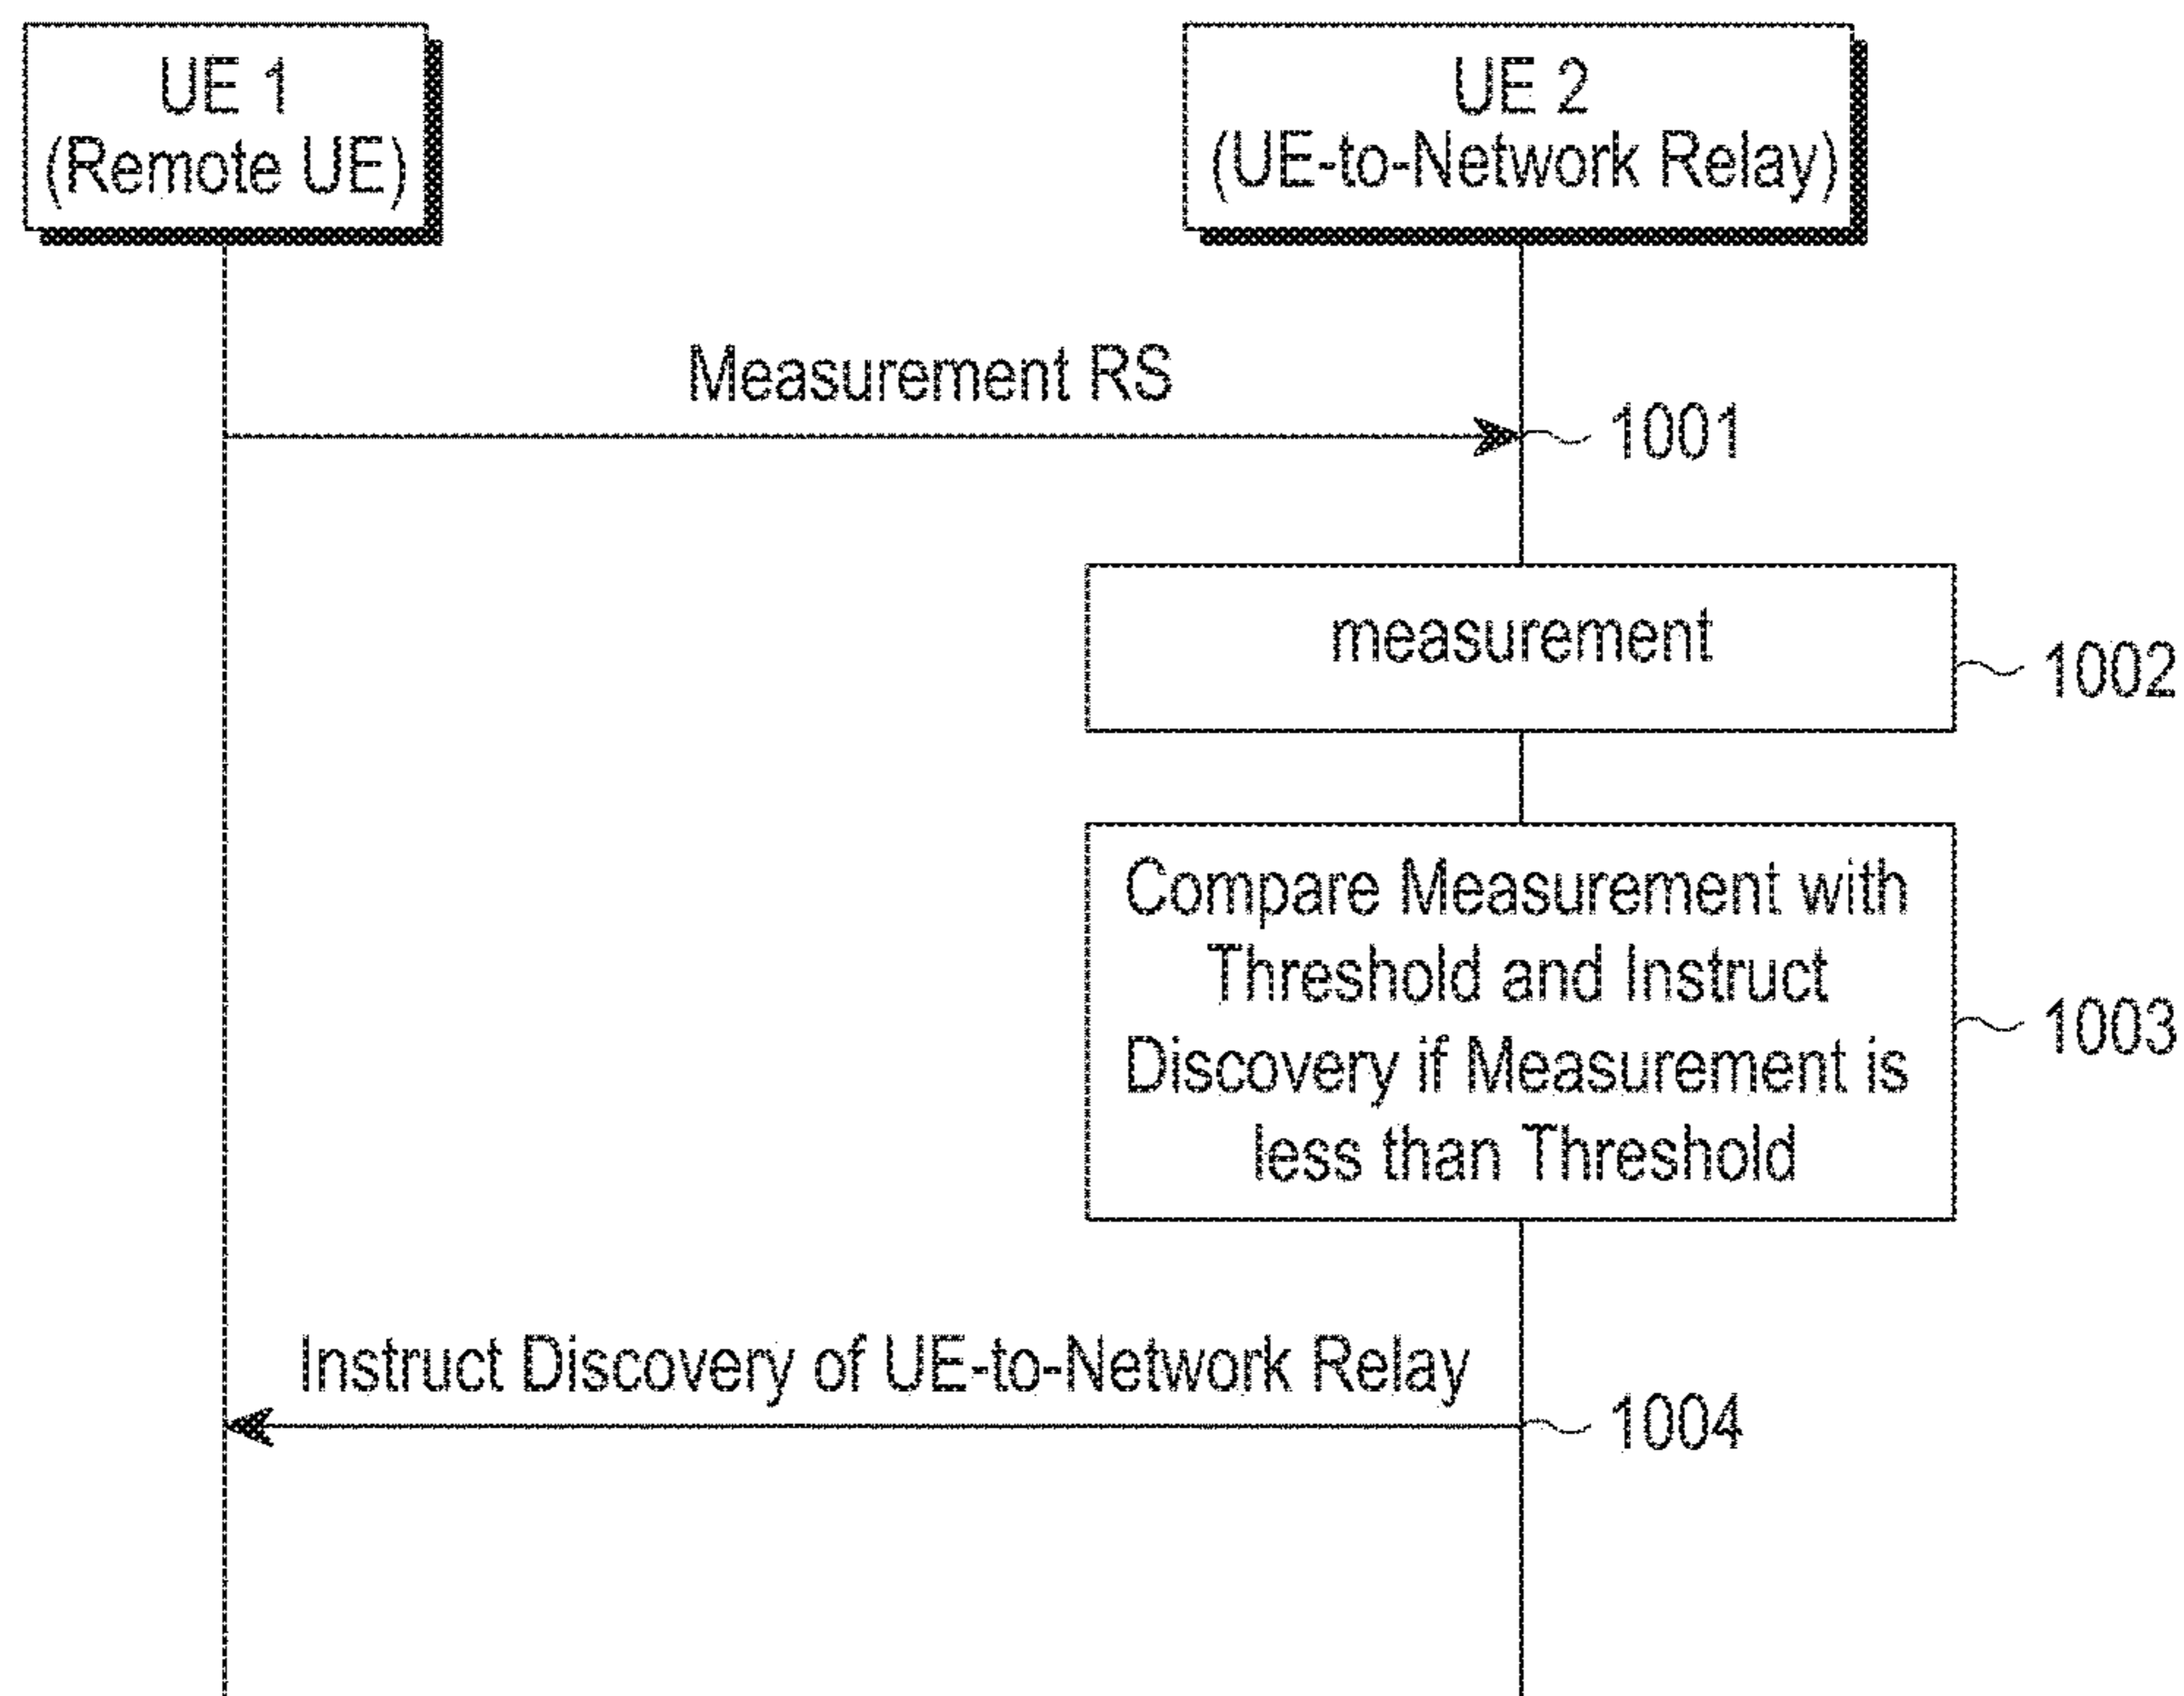 UE 1
(Remote UE)
UE 2
(UE-to-Network Relay)
Measurement RS
1001
measurement
1002
Compare Measurement with
Threshold and Instruct
Discovery if Measurement is
less than Threshold
1003
Instruct Discovery of UE-to-Network Relay
1004